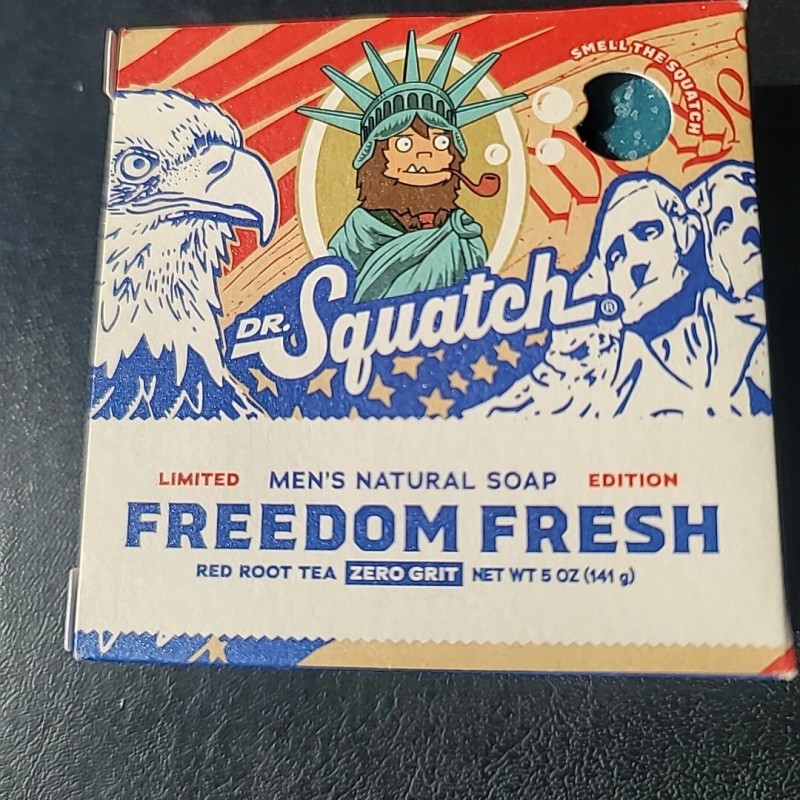 SMELL THE SQUATCH
DR. Squatch®
LIMITED MEN'S NATURAL SOAP EDITION
FREEDOM FRESH
RED ROOT TEA ZERO GRIT NET WT 5 OZ (141 g)